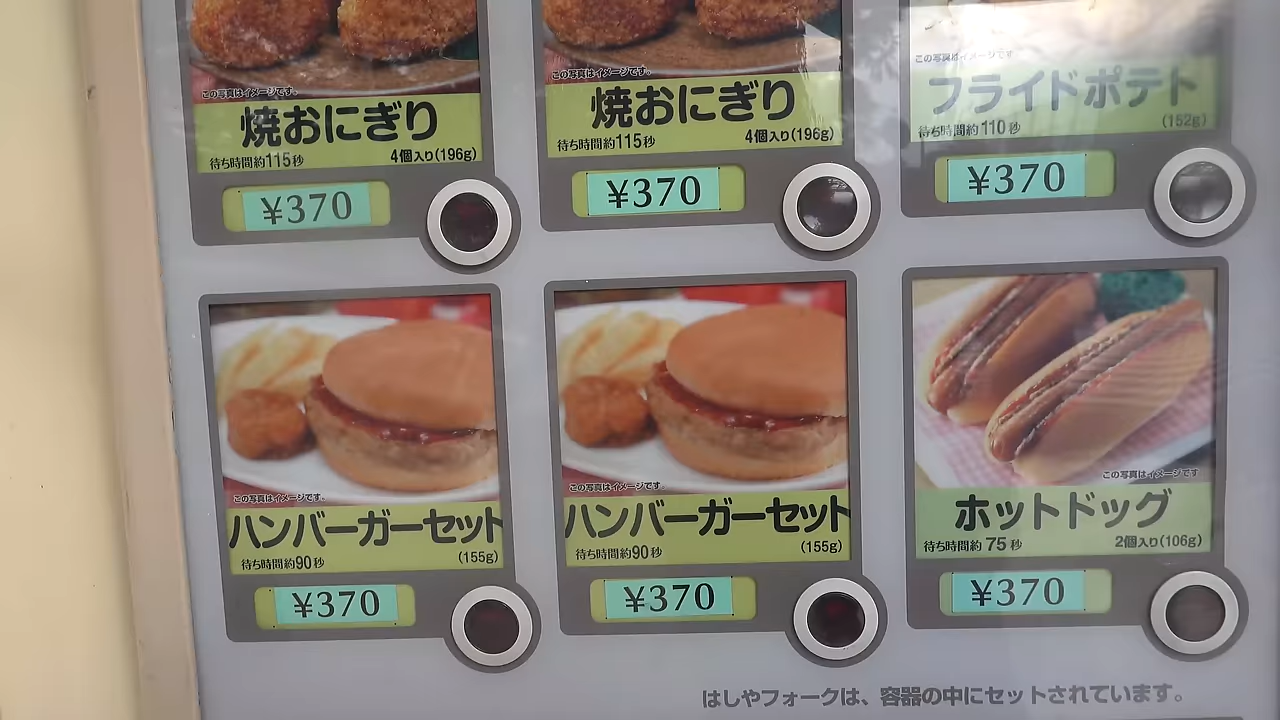 この写真はイメージです。
焼おにぎり
待ち時間約115秒
4個入り(196g)
¥370
この写真はイメージです。
焼おにぎり
待ち時間約115秒
4個入り(196g)
¥370
この写真はイメージです。
フライドポテト
(152g)
待ち時間約110秒
¥370
この写真はイメージです。
ハンバーガーセット
待ち時間約90秒
(155g)
¥370
この写真はイメージです。
ハンバーガーセット
待ち時間約90秒
(155g)
¥370
この写真はイメージです。
ホットドッグ
待ち時間約75秒
2個入り(106g)
¥370
はしやフォークは、容器の中にセットされています。